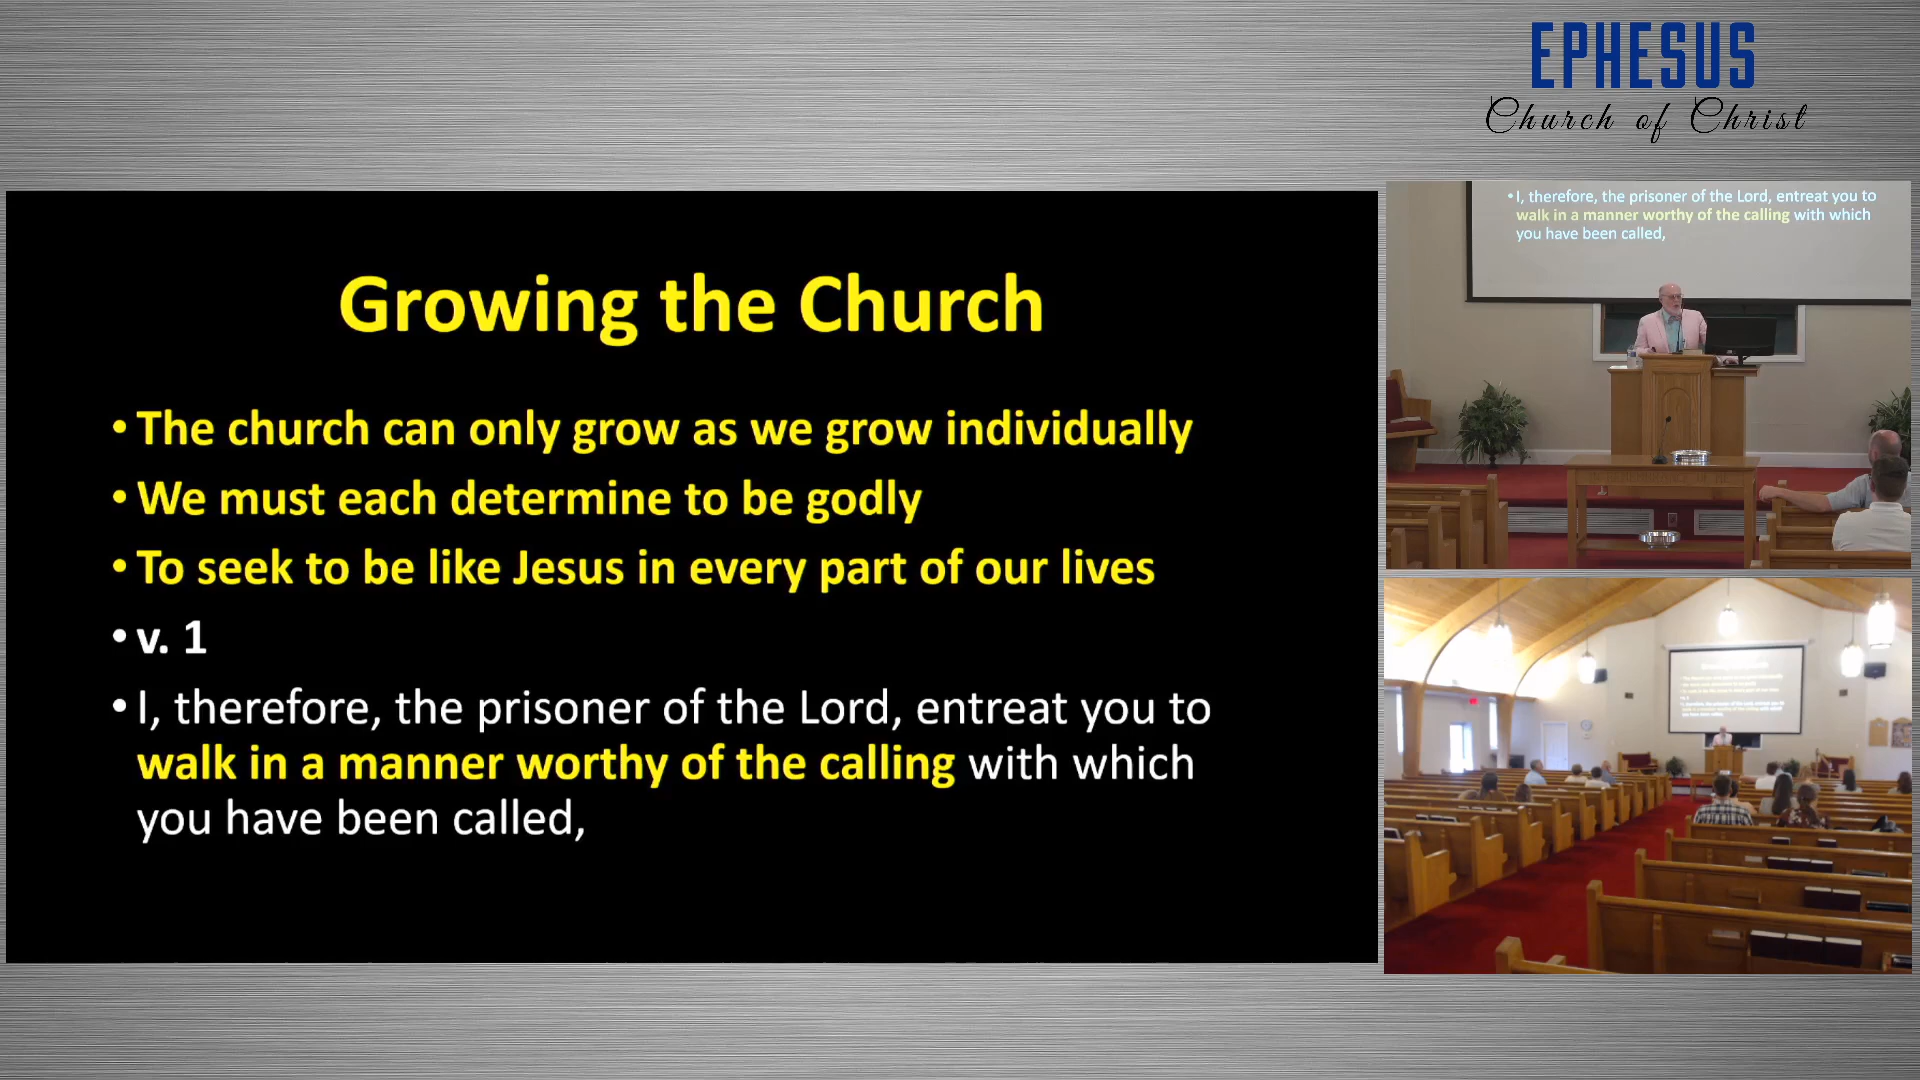 EPHESUS
Church of Christ
Growing the Church
• The church can only grow as we grow individually
• We must each determine to be godly
• To seek to be like Jesus in every part of our lives
• v. 1
• I, therefore, the prisoner of the Lord, entreat you to
walk in a manner worthy of the calling with which
you have been called,
• I, therefore, the prisoner of the Lord, entreat you to
walk in a manner worthy of the calling with which
you have been called,